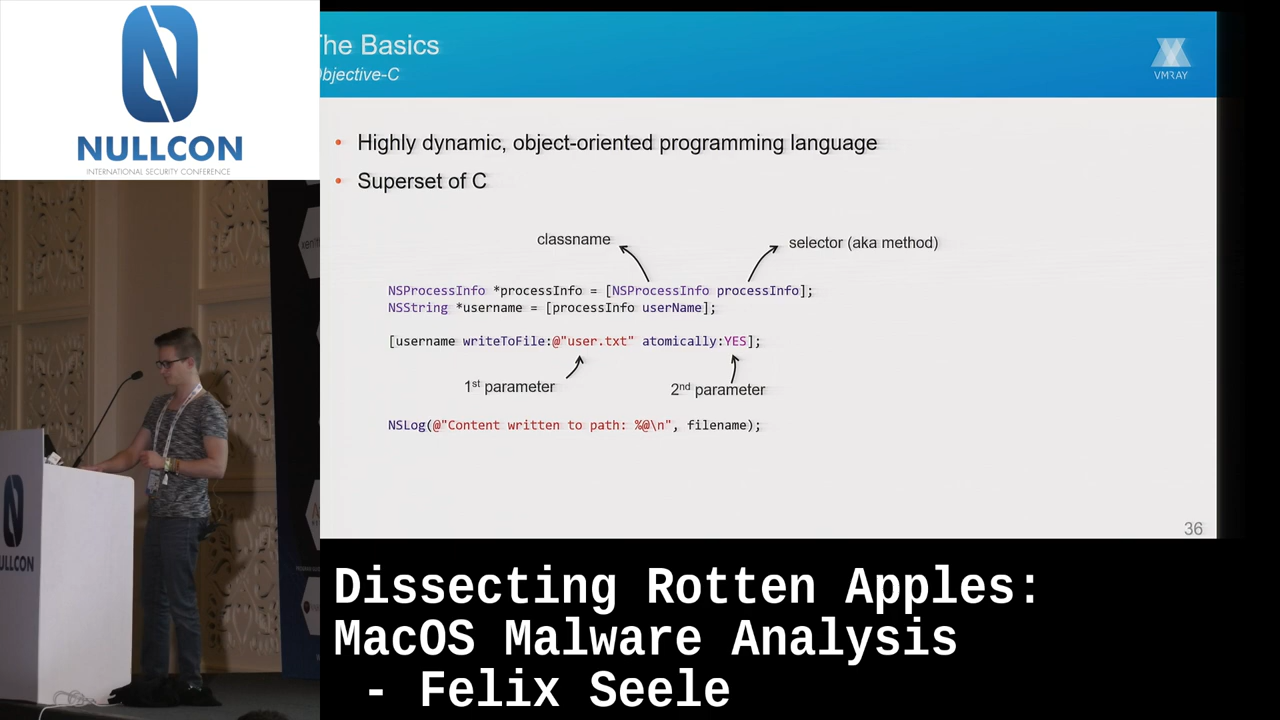 NULLCON
INTERNATIONAL SECURITY CONFERENCE
The Basics
Objective-C
VMRAY
• Highly dynamic, object-oriented programming language
• Superset of C
classname
selector (aka method)
NSProcessInfo *processInfo = [NSProcessInfo processInfo];
NSString *username = [processInfo userName];
[username writeToFile:@"user.txt" atomically:YES];
1st parameter
2nd parameter
NSLog(@"Content written to path: %@\n", filename);
36
NULLCON
Dissecting Rotten Apples:
MacOS Malware Analysis
- Felix Seele